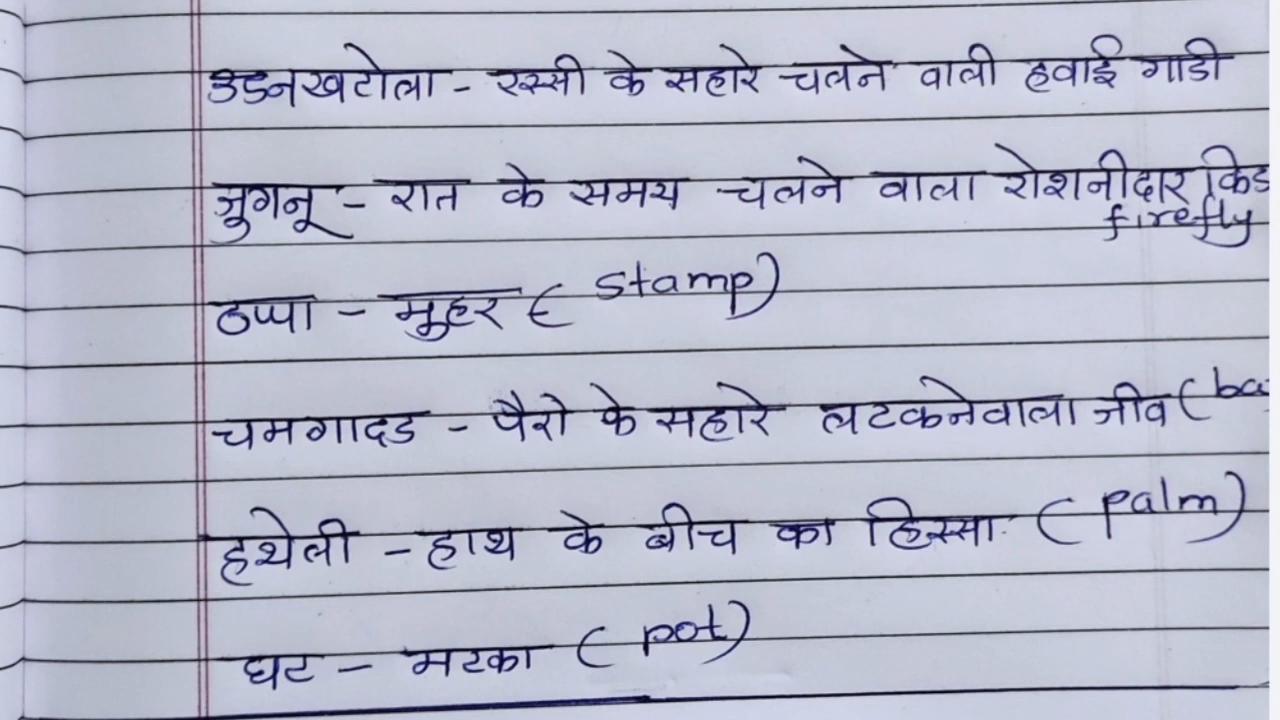 उडनखटोला - रस्सी के सहारे चलने वाली हवाई गाडी
जुगनू - रात के समय चलने वाला रोशनीदार किड
firefly
ठप्पा - मुहर ( stamp)
चमगादड - पैरो के सहारे लटकनेवाला जीव (
हथेली - हाथ के बीच का हिस्सा. ( palm)
घट - मटका ( pot)